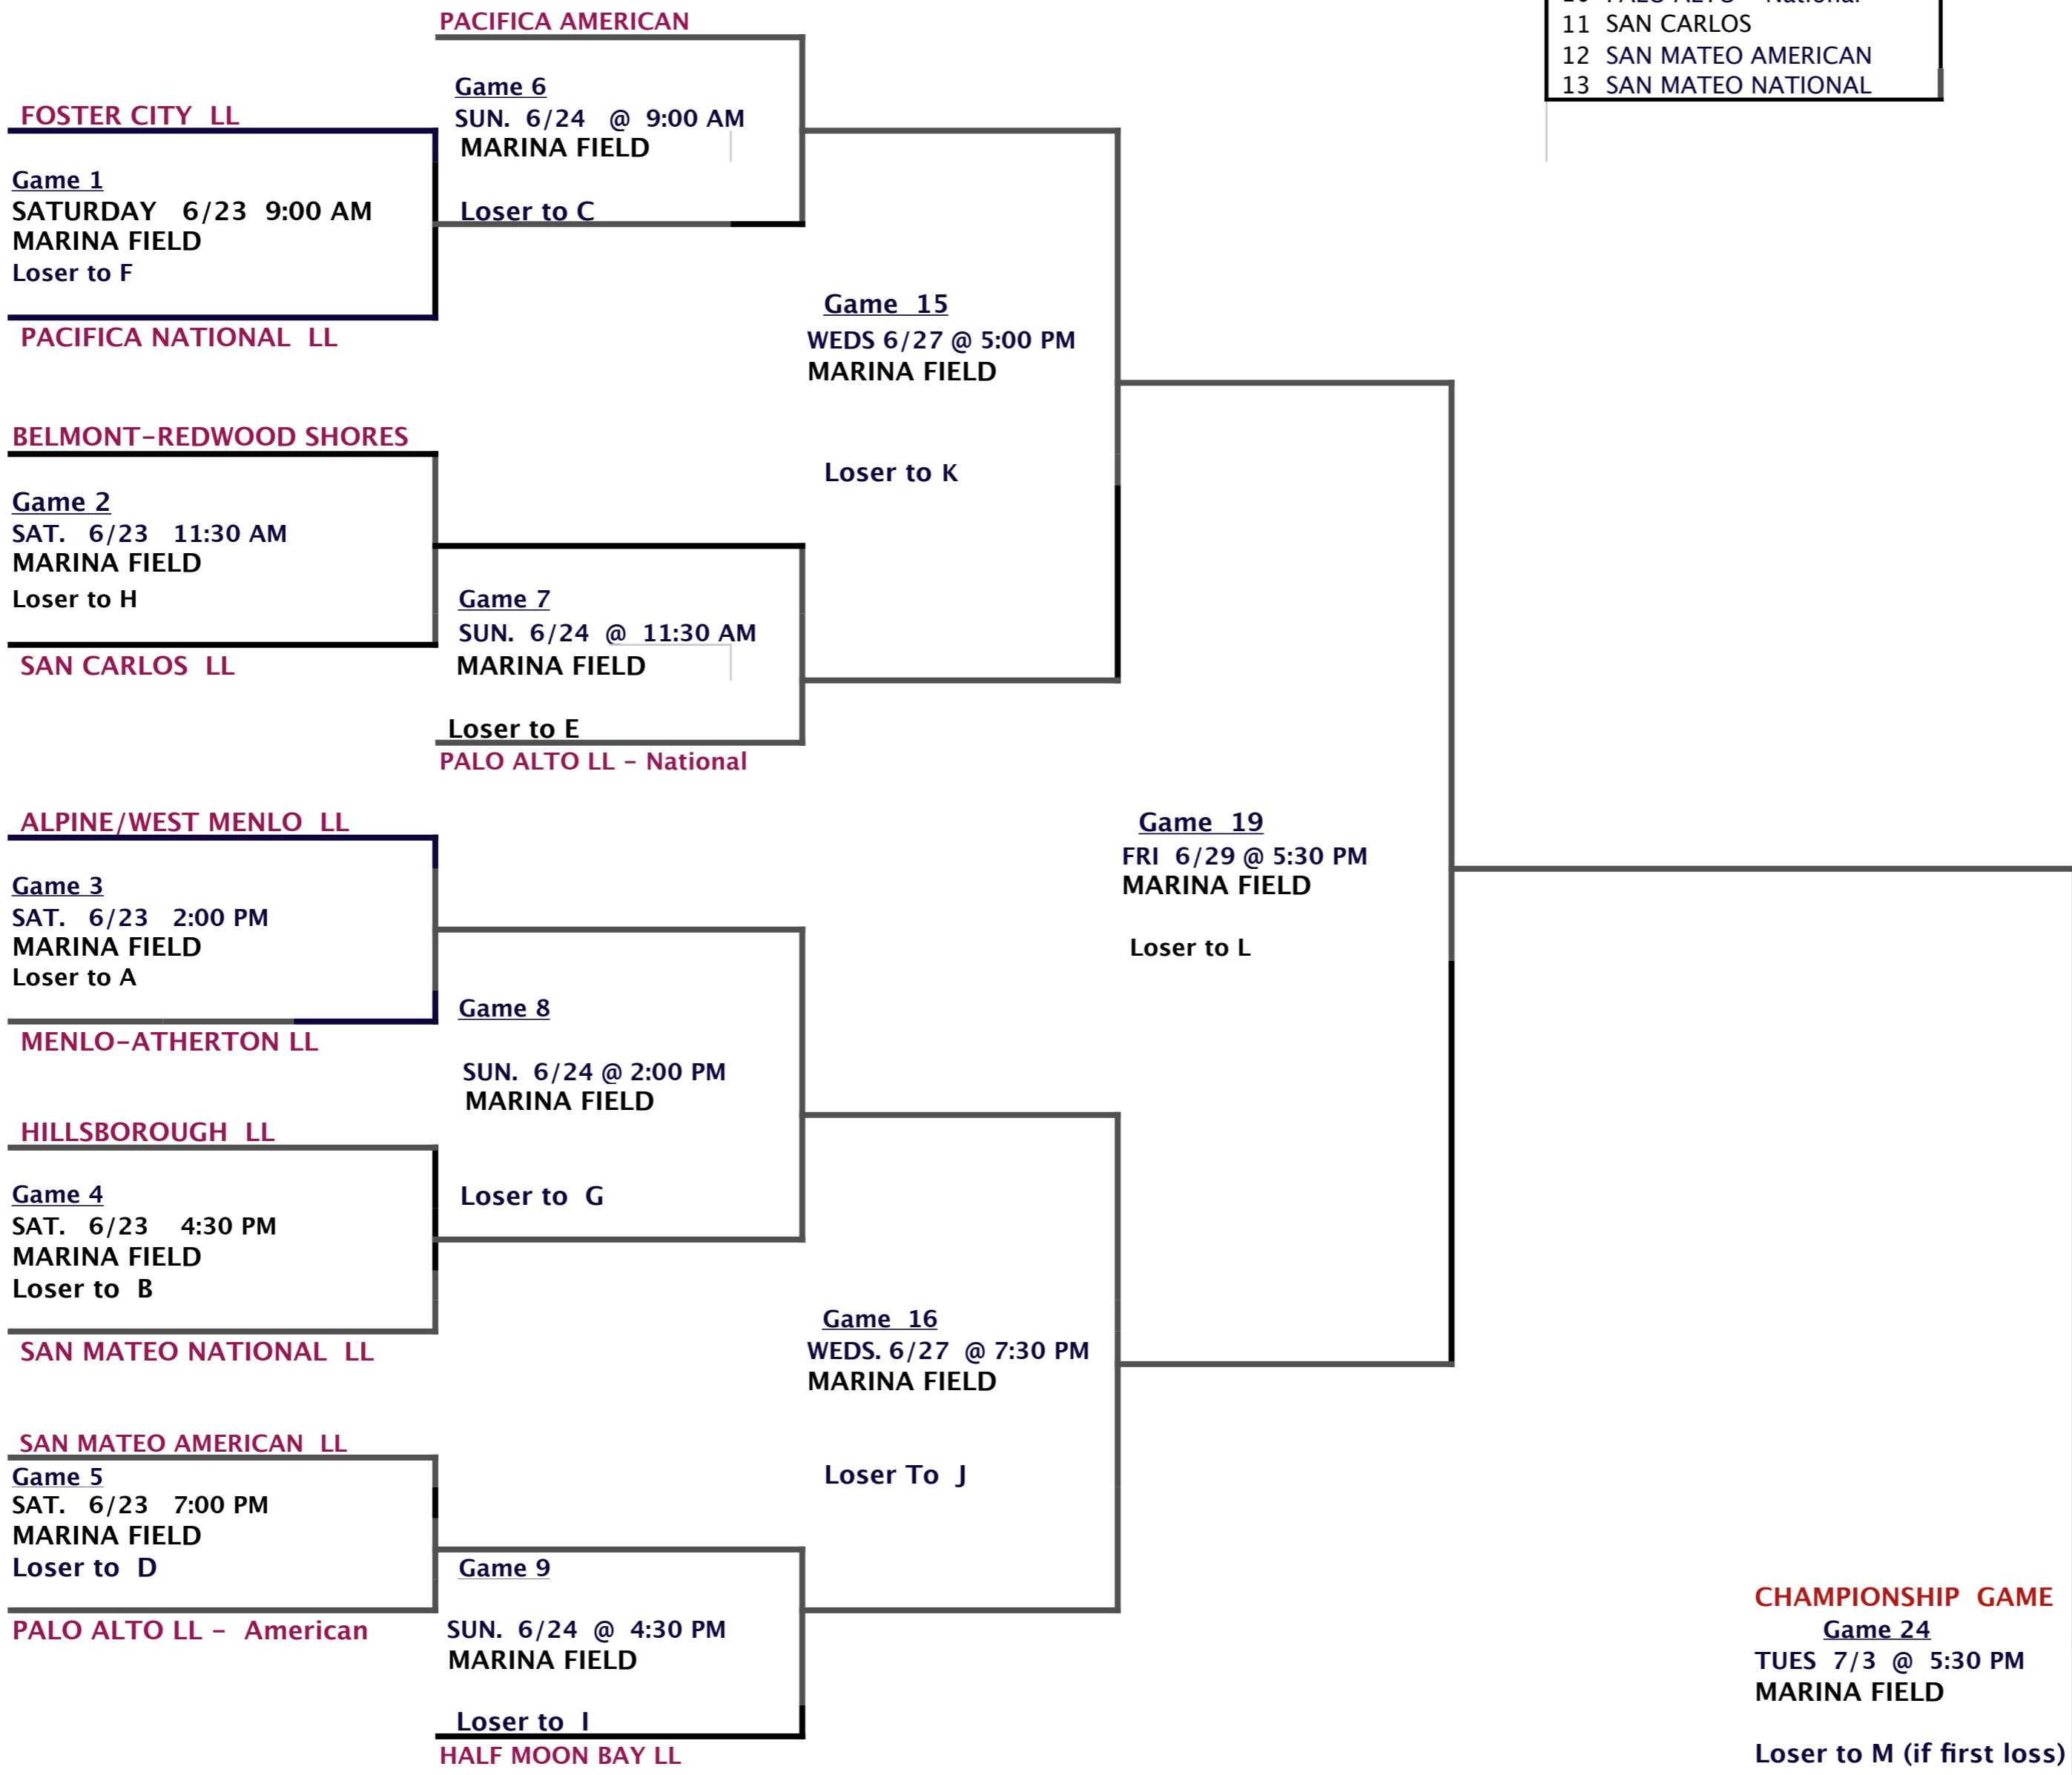 10 PALO ALTO - National
11 SAN CARLOS
12 SAN MATEO AMERICAN
13 SAN MATEO NATIONAL
PACIFICA AMERICAN
Game 6
SUN. 6/24 @ 9:00 AM
MARINA FIELD
Loser to C
FOSTER CITY LL
Game 1
SATURDAY 6/23 9:00 AM
MARINA FIELD
Loser to F
PACIFICA NATIONAL LL
Game 15
WEDS 6/27 @ 5:00 PM
MARINA FIELD
Loser to K
BELMONT-REDWOOD SHORES
Game 2
SAT. 6/23 11:30 AM
MARINA FIELD
Loser to H
SAN CARLOS LL
Game 7
SUN. 6/24 @ 11:30 AM
MARINA FIELD
Loser to E
PALO ALTO LL - National
ALPINE/WEST MENLO LL
Game 3
SAT. 6/23 2:00 PM
MARINA FIELD
Loser to A
MENLO-ATHERTON LL
Game 19
FRI 6/29 @ 5:30 PM
MARINA FIELD
Loser to L
Game 8
SUN. 6/24 @ 2:00 PM
MARINA FIELD
Loser to G
HILLSBOROUGH LL
Game 4
SAT. 6/23 4:30 PM
MARINA FIELD
Loser to B
SAN MATEO NATIONAL LL
Game 16
WEDS. 6/27 @ 7:30 PM
MARINA FIELD
Loser To J
SAN MATEO AMERICAN LL
Game 5
SAT. 6/23 7:00 PM
MARINA FIELD
Loser to D
PALO ALTO LL - American
Game 9
SUN. 6/24 @ 4:30 PM
MARINA FIELD
Loser to I
HALF MOON BAY LL
CHAMPIONSHIP GAME
Game 24
TUES 7/3 @ 5:30 PM
MARINA FIELD
Loser to M (if first loss)